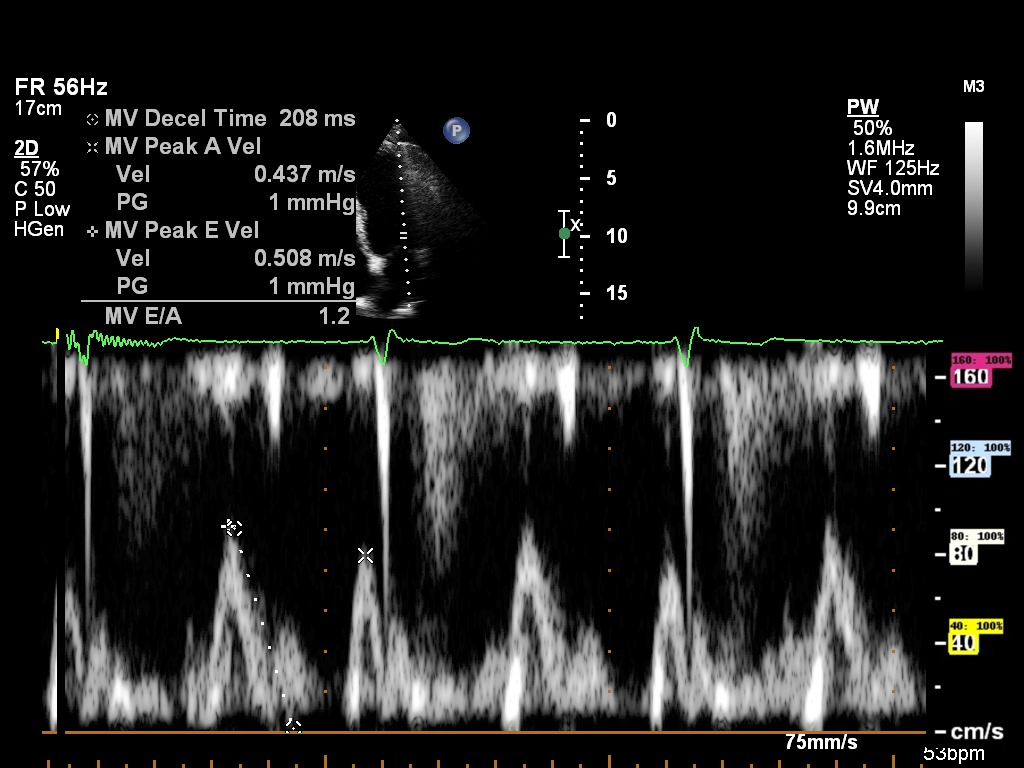 FR 56Hz
17cm
2D
57%
C 50
P Low
HGen
MV Decel Time 208 ms
MV Peak A Vel
Vel 0.437 m/s
PG 1 mmHg
MV Peak E Vel
Vel 0.508 m/s
PG 1 mmHg
MV E/A 1.2
P
0
5
X
10
15
PW
50%
1.6MHz
WF 125Hz
SV4.0mm
9.9cm
M3
160: 100%
160
120: 100%
120
80: 100%
80
40: 100%
40
cm/s
75mm/s
53bpm